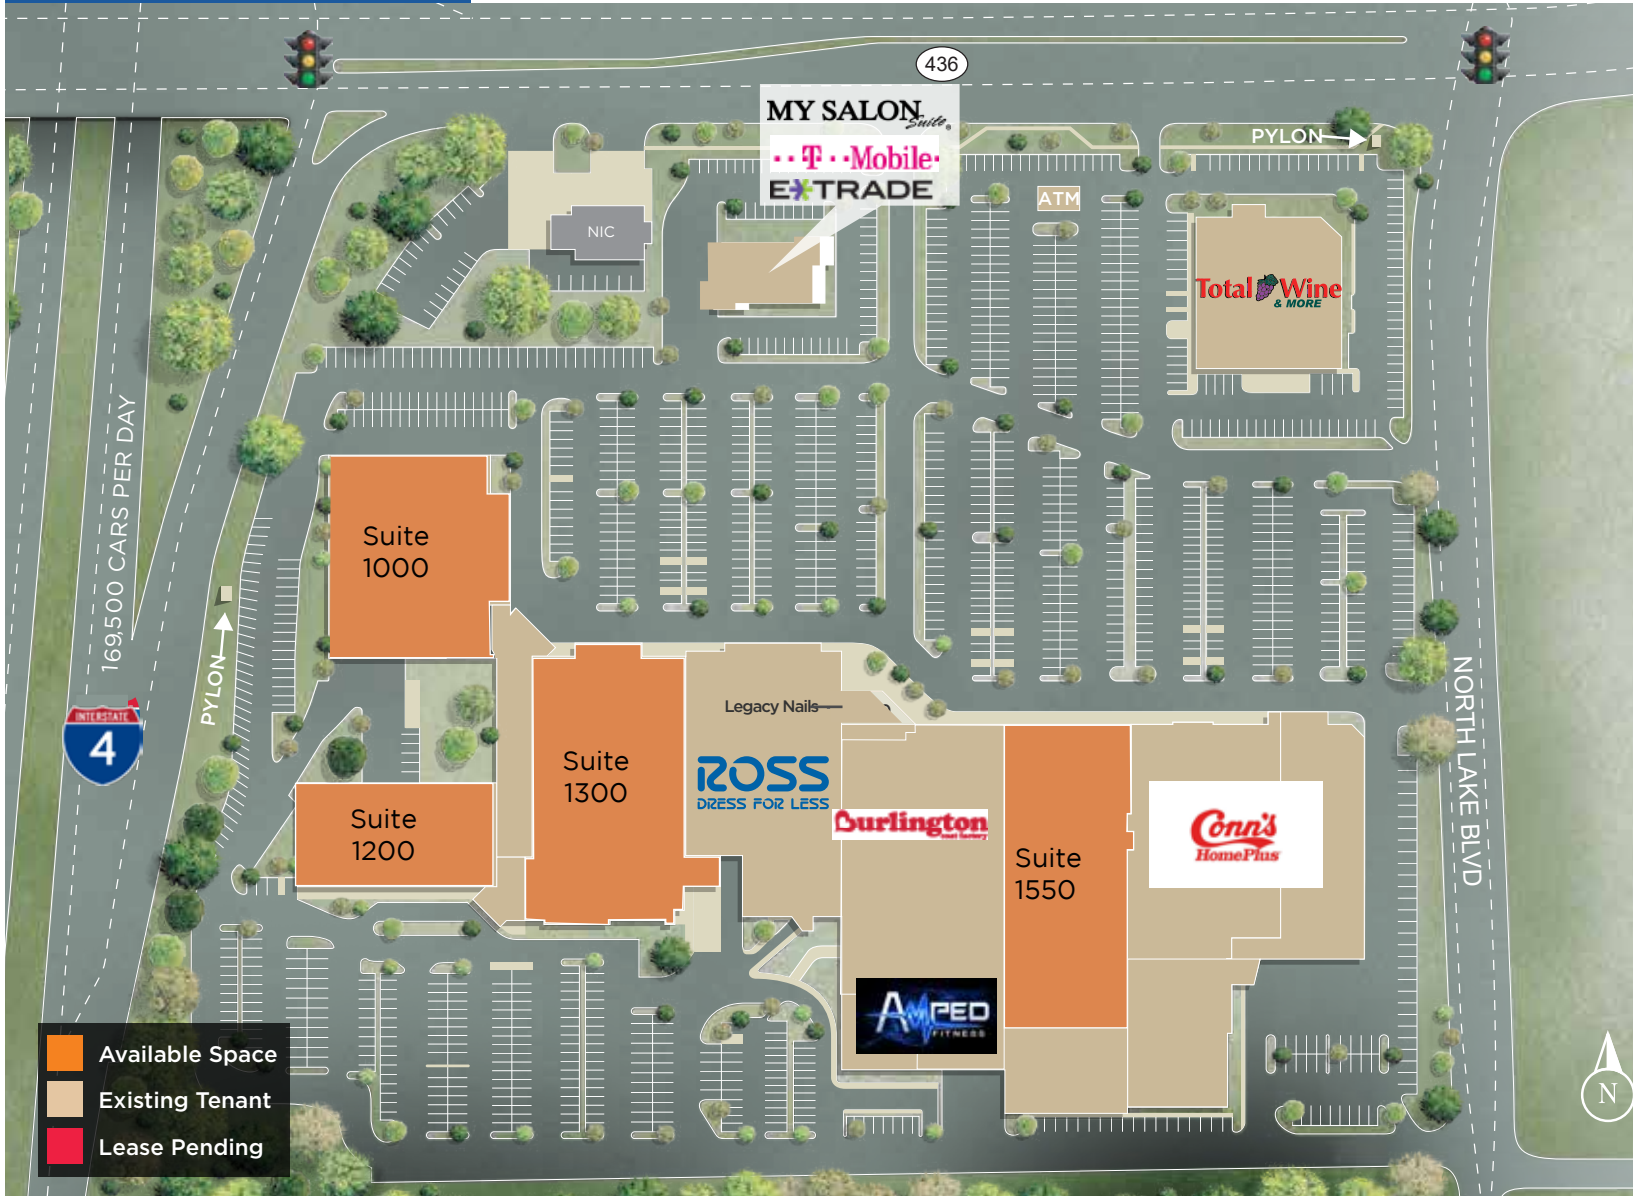 436
MY SALON
Suite®
T-Mobile
E*TRADE
PYLON
ATM
NIC
Total Wine
& MORE
169,500 CARS PER DAY
Suite
1000
PYLON
INTERSTATE
4
Legacy Nails
Suite
1300
ROSS
DRESS FOR LESS
Suite
1200
Burlington
coat factory
Suite
1550
Conn's
HomePlus
NORTH LAKE BLVD
AMPED
FITNESS
Available Space
Existing Tenant
Lease Pending
N